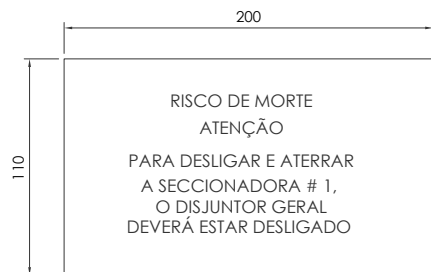 200
110
RISCO DE MORTE
ATENÇÃO
PARA DESLIGAR E ATERRAR
A SECCIONADORA # 1,
O DISJUNTOR GERAL
DEVERÁ ESTAR DESLIGADO